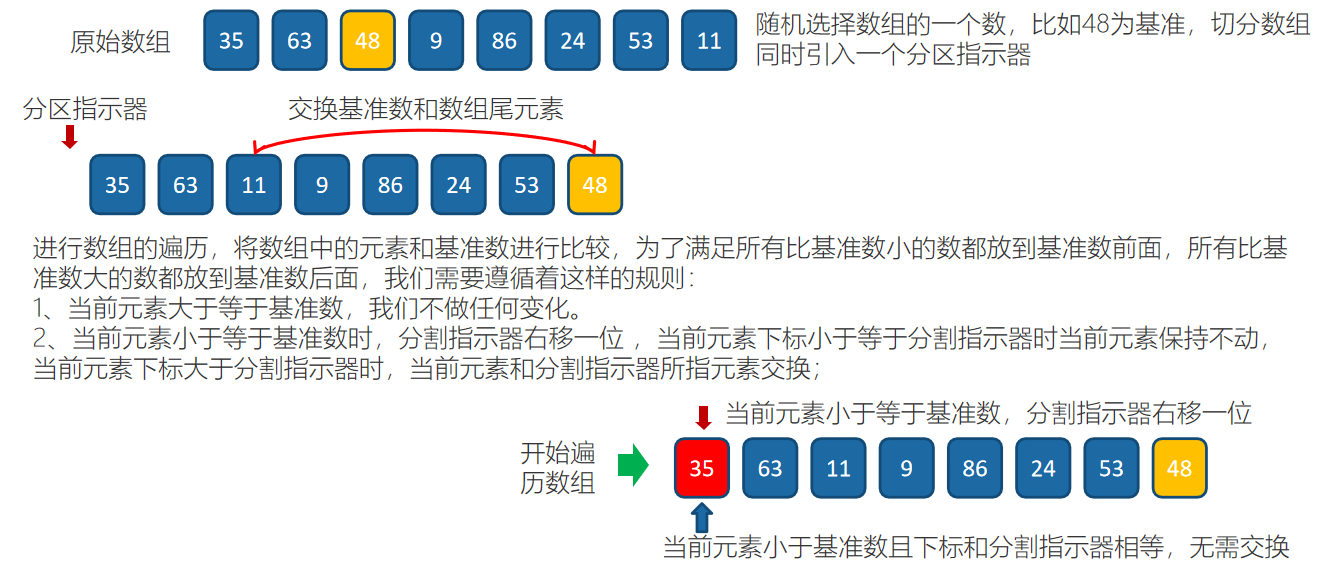 原始数组
35 63 48 9 86 24 53 11
随机选择数组的一个数，比如48为基准，切分数组
同时引入一个分区指示器
分区指示器
交换基准数和数组尾元素
35 63 11 9 86 24 53 48
进行数组的遍历，将数组中的元素和基准数进行比较，为了满足所有比基准数小的数都放到基准数前面，所有比基
准数大的数都放到基准数后面，我们需要遵循着这样的规则：
1、当前元素大于等于基准数，我们不做任何变化。
2、当前元素小于等于基准数时，分割指示器右移一位 ，当前元素下标小于等于分割指示器时当前元素保持不动，
当前元素下标大于分割指示器时，当前元素和分割指示器所指元素交换；
当前元素小于等于基准数，分割指示器右移一位
开始遍
历数组
35 63 11 9 86 24 53 48
当前元素小于基准数且下标和分割指示器相等，无需交换